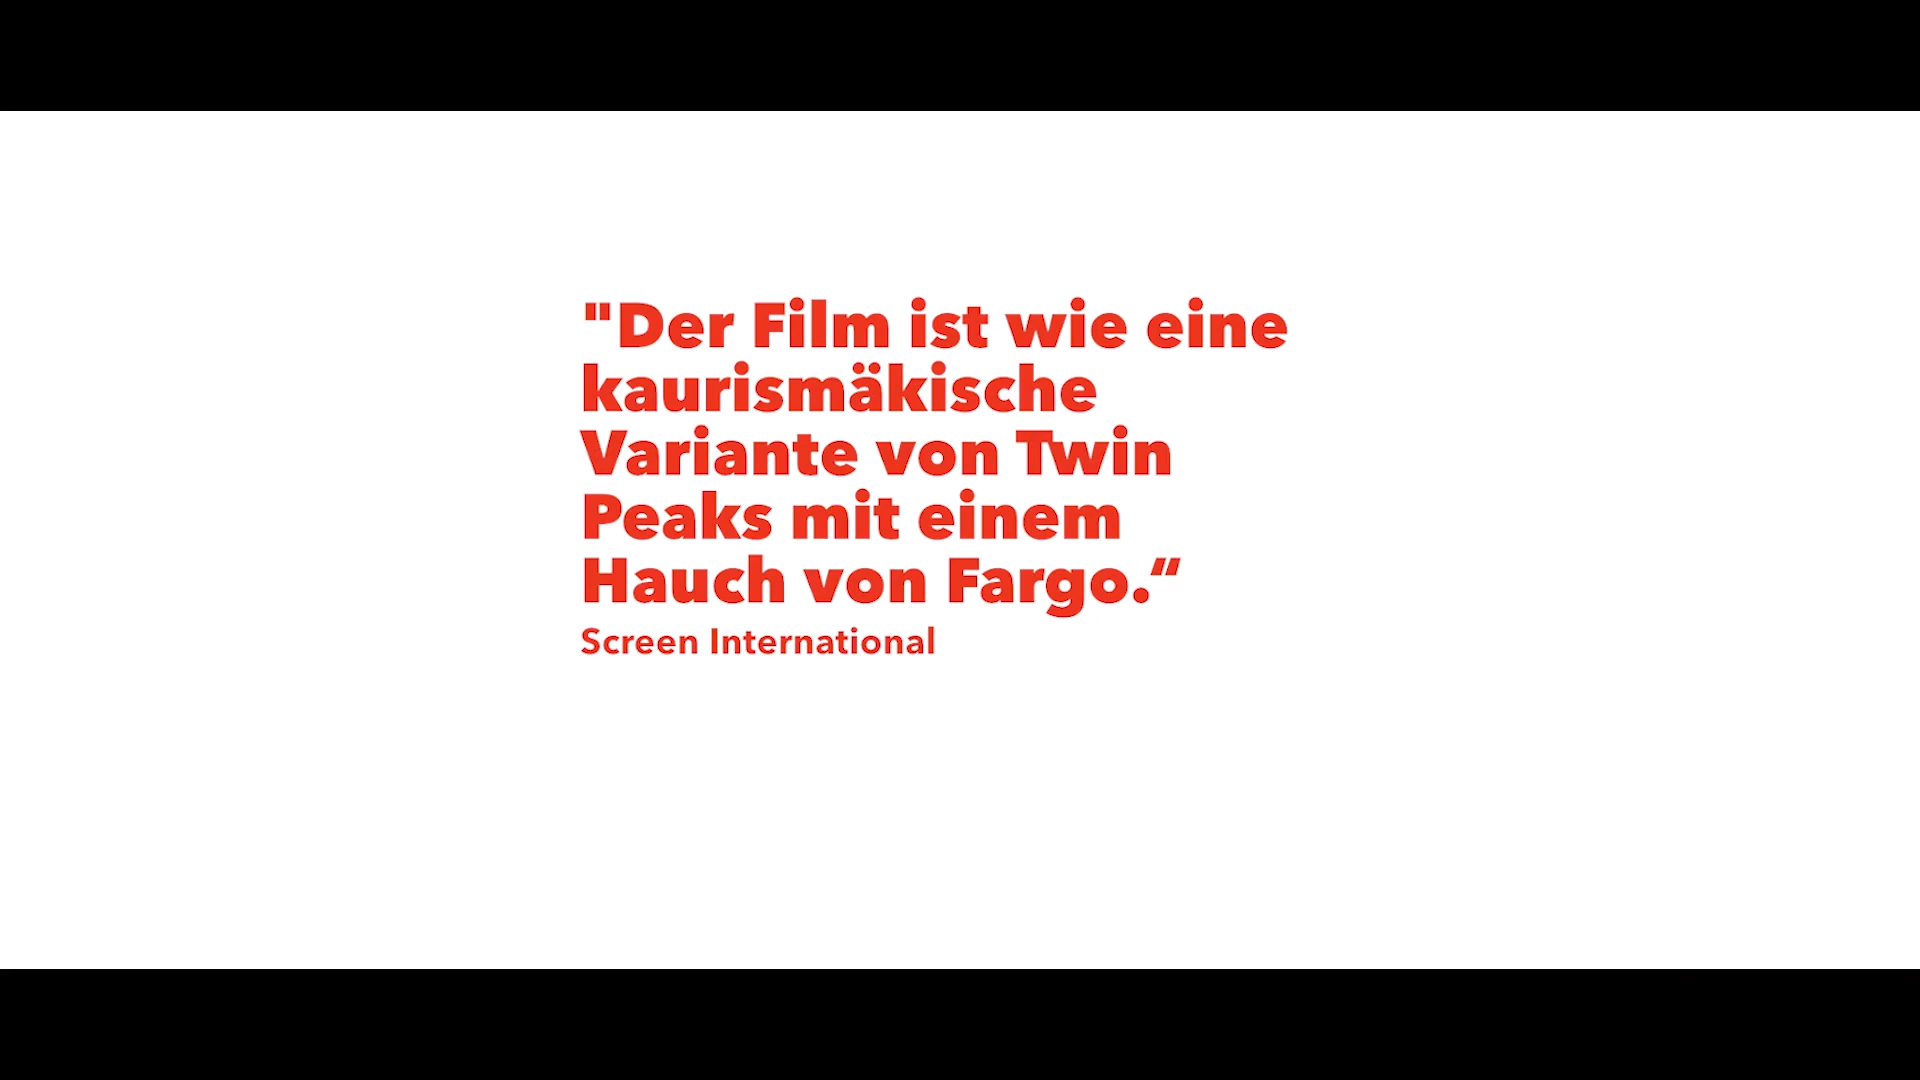 "Der Film ist wie eine
kaurismäkische
Variante von Twin
Peaks mit einem
Hauch von Fargo.“
Screen International